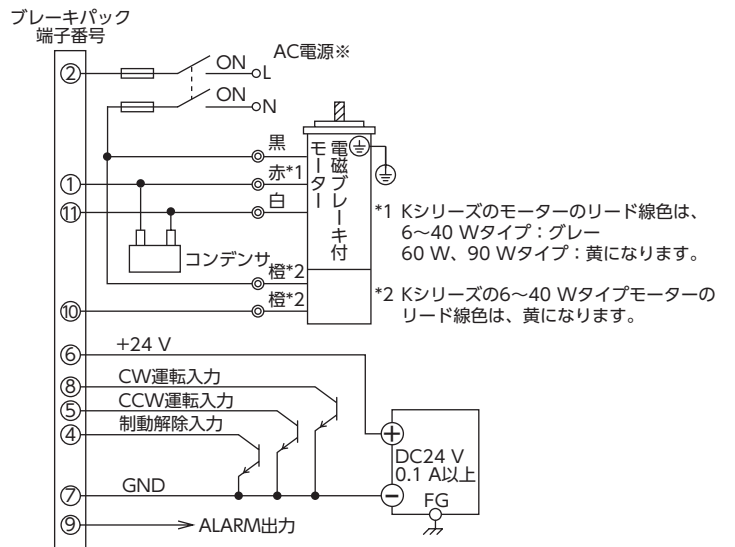 ブレーキパック
端子番号
AC電源※
② ON L
ON N
黒
① 赤*1
⑪ 白
コンデンサ
橙*2
⑩ 橙*2
電磁ブレーキ付
モーター
*1 Kシリーズのモーターのリード線色は、
6～40 Wタイプ：グレー
60 W、90 Wタイプ：黄になります。
*2 Kシリーズの6～40 Wタイプモーターの
リード線色は、黄になります。
⑥ +24 V
⑧ CW運転入力
⑤ CCW運転入力
④ 制動解除入力
⑦ GND
⑨ ALARM出力
+
DC24 V
0.1 A以上
−
FG